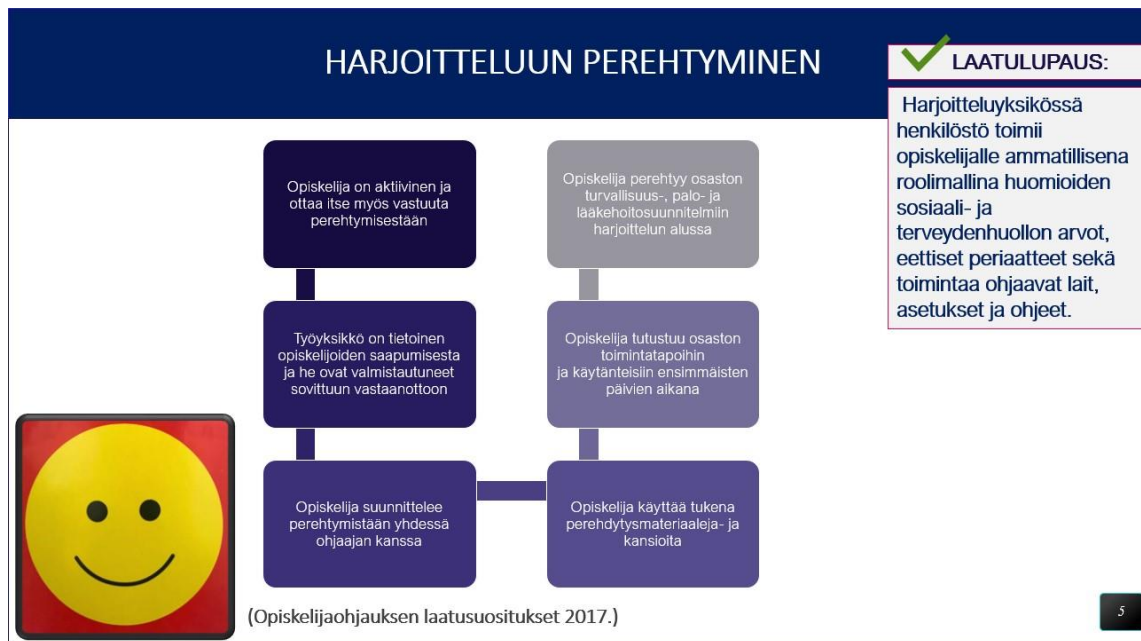 HARJOITTELUUN PEREHTYMINEN
LAATULUPAUS:
Harjoitteluyksikössä
henkilöstö toimii
opiskelijalle ammatillisena
roolimallina huomioiden
sosiaali- ja
terveydenhuollon arvot,
eettiset periaatteet sekä
toimintaa ohjaavat lait,
asetukset ja ohjeet.
Opiskelija on aktiivinen ja
ottaa itse myös vastuuta
perehtymisestään
Työyksikkö on tietoinen
opiskelijoiden saapumisesta
ja he ovat valmistautuneet
sovittuun vastaanottoon
Opiskelija suunnittelee
perehtymistään yhdessä
ohjaajan kanssa
Opiskelija käyttää tukena
perehdytysmateriaaleja- ja
kansioita
Opiskelija tutustuu osaston
toimintatapoihin
ja käytänteisiin ensimmäisten
päivien aikana
Opiskelija perehtyy osaston
turvallisuus-, palo- ja
lääkehoitosuunnitelmiin
harjoittelun alussa
(Opiskelijaohjauksen laatusuositukset 2017.)
5